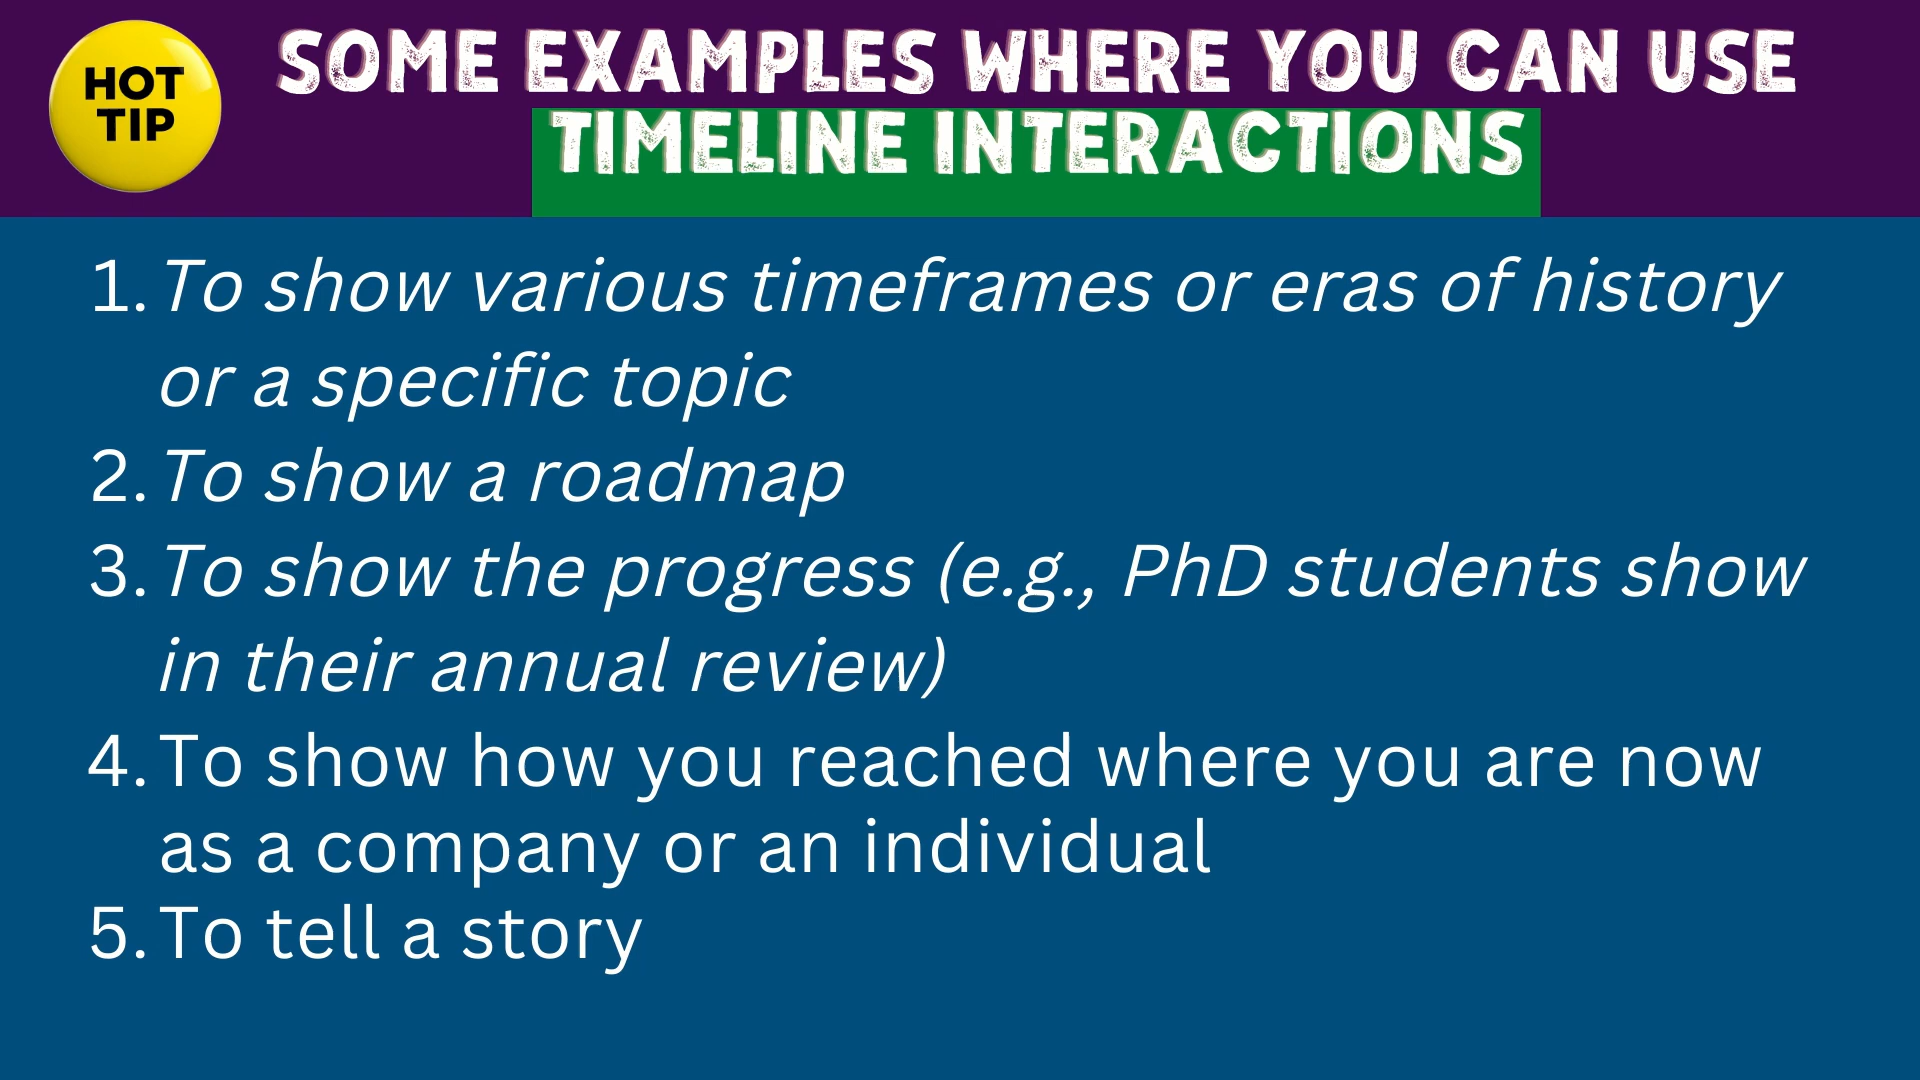 HOT
TIP
SOME EXAMPLES WHERE YOU CAN USE
TIMELINE INTERACTIONS
1. To show various timeframes or eras of history
or a specific topic
2. To show a roadmap
3. To show the progress (e.g., PhD students show
in their annual review)
4. To show how you reached where you are now
as a company or an individual
5. To tell a story